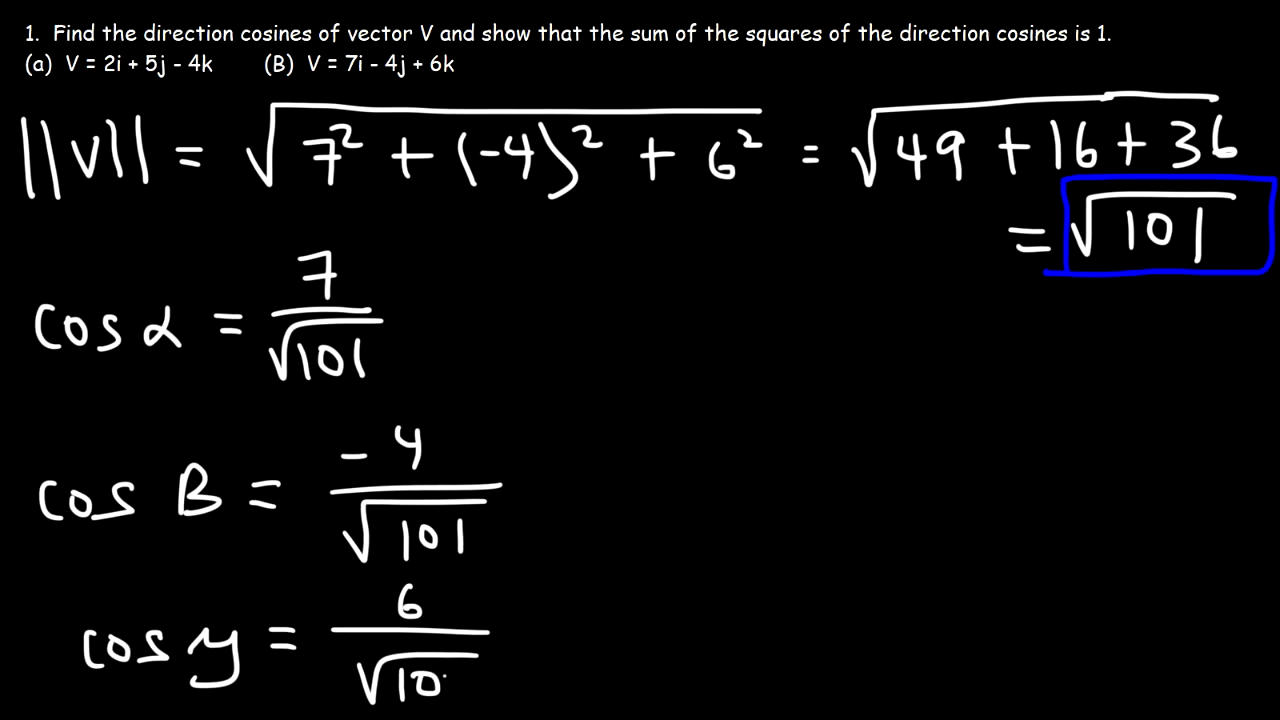 1. Find the direction cosines of vector V and show that the sum of the squares of the direction cosines is 1.
(a) V = 2i + 5j - 4k (B) V = 7i - 4j + 6k
||V|| = √(7² + (-4)² + 6²) = √(49 + 16 + 36)
= √101
cos α = 7/√101
cos B = -4/√101
cos y = 6/√10